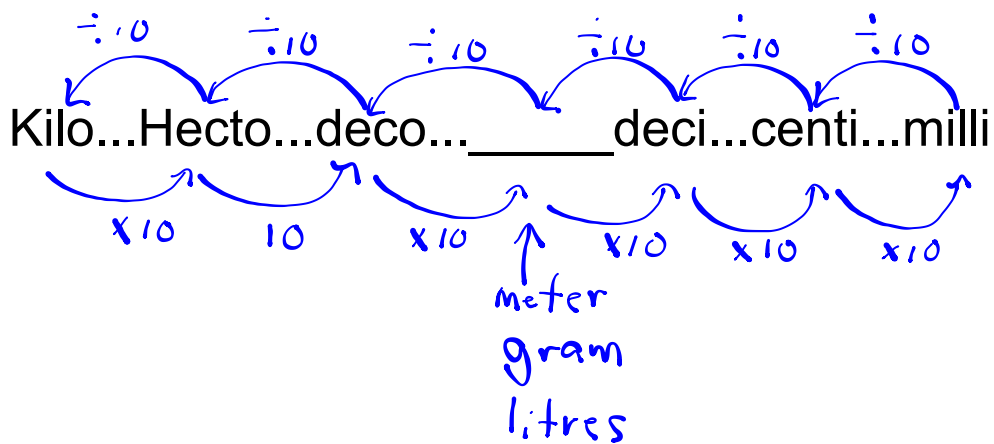 ÷10 ÷10 ÷10 ÷10 ÷10 ÷10
Kilo...Hecto...deco...______deci...centi...milli
x10 10 x10 x10 x10 x10
meter
gram
litres